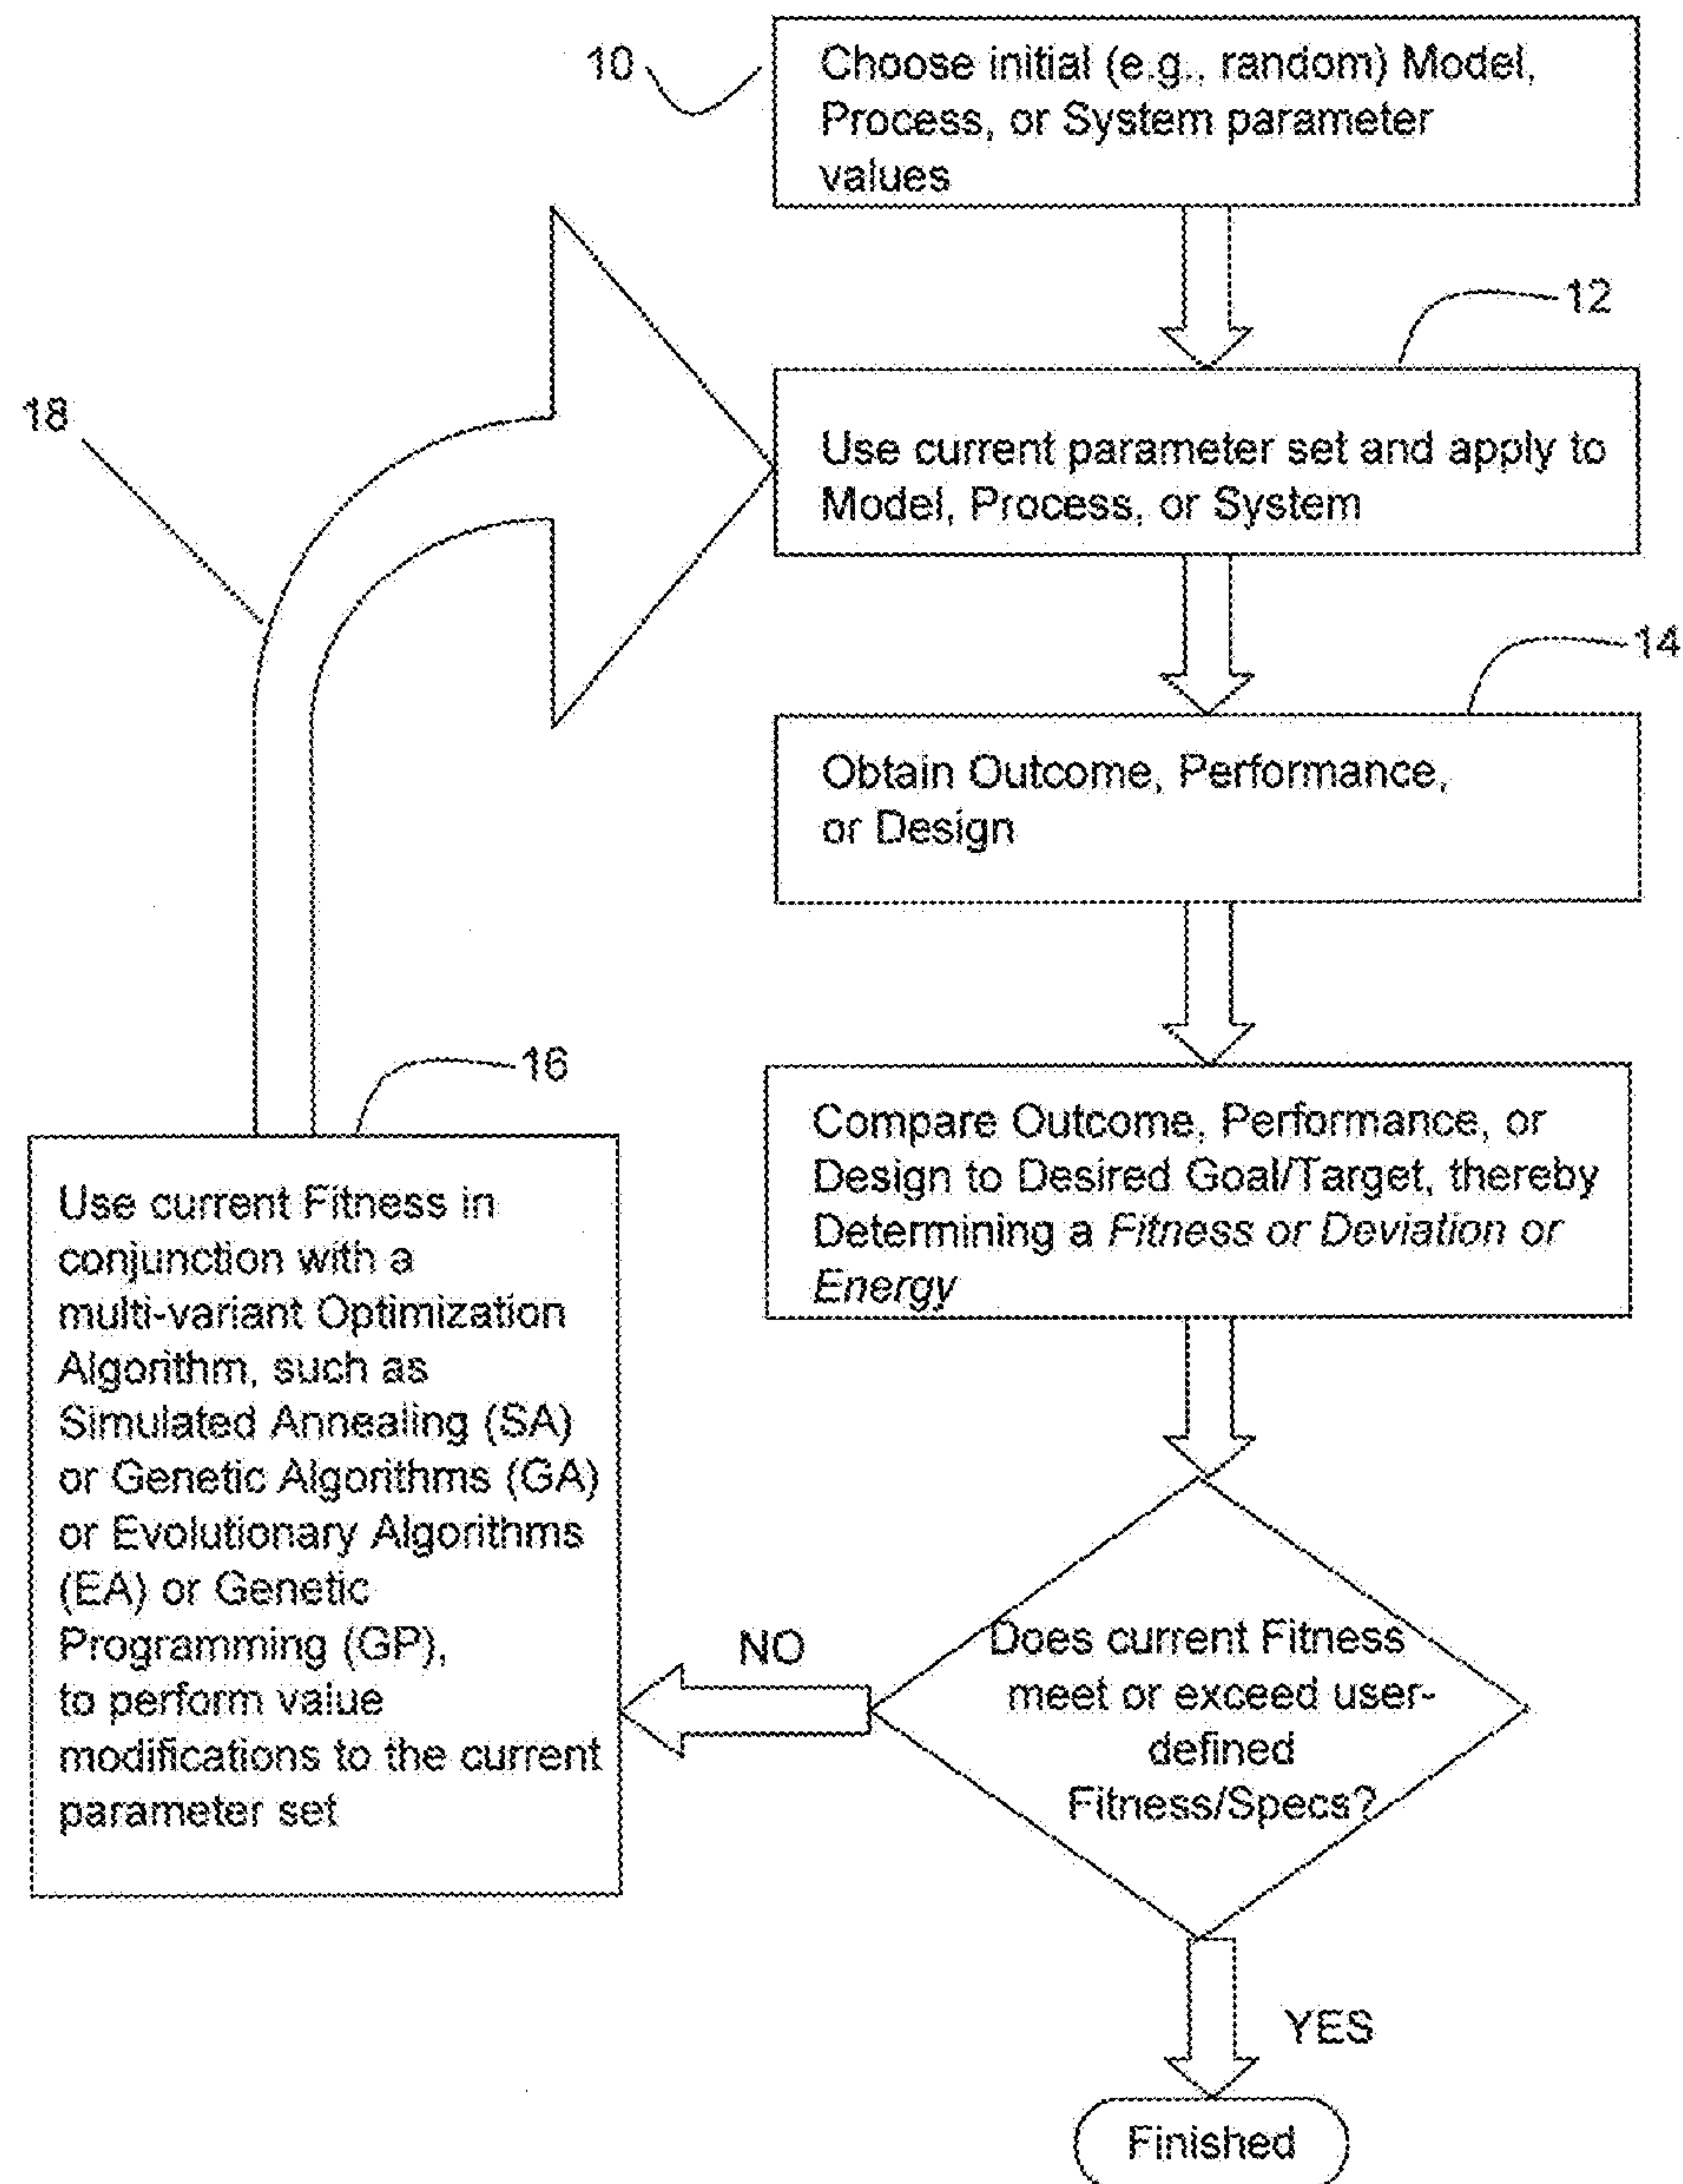 10
Choose initial (e.g., random) Model,
Process, or System parameter
values
12
18
Use current parameter set and apply to
Model, Process, or System
14
Obtain Outcome, Performance,
or Design
Compare Outcome, Performance, or
Design to Desired Goal/Target, thereby
Determining a Fitness or Deviation or
Energy
16
Use current Fitness in
conjunction with a
multi-variant Optimization
Algorithm, such as
Simulated Annealing (SA)
or Genetic Algorithms (GA)
or Evolutionary Algorithms
(EA) or Genetic
Programming (GP),
to perform value
modifications to the current
parameter set
NO
Does current Fitness
meet or exceed user-
defined
Fitness/Specs?
YES
Finished